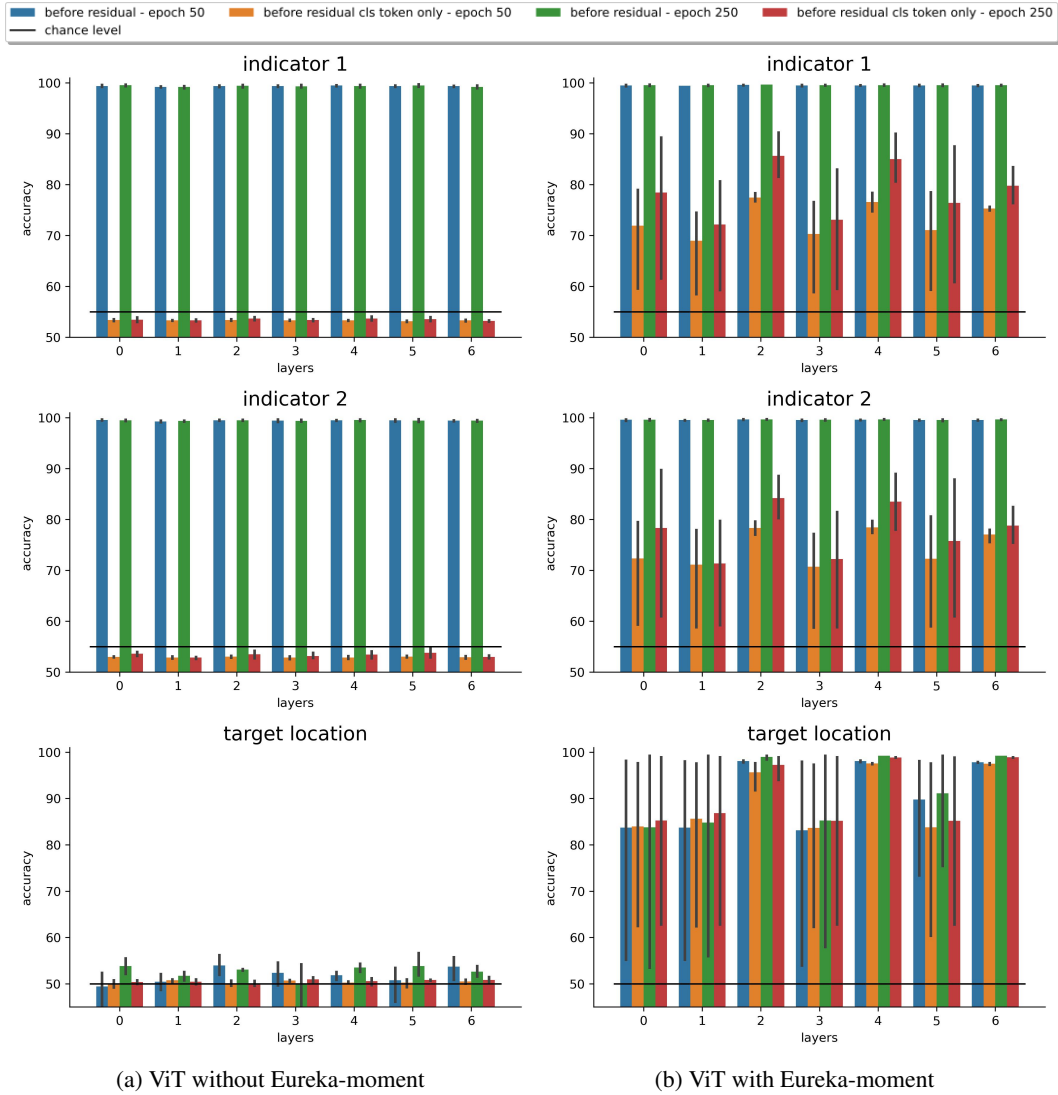 before residual - epoch 50
before residual cls token only - epoch 50
before residual - epoch 250
before residual cls token only - epoch 250
chance level
indicator 1
100
90
80
70
60
50
accuracy
0 1 2 3 4 5 6
layers
indicator 1
100
90
80
70
60
50
accuracy
0 1 2 3 4 5 6
layers
indicator 2
100
90
80
70
60
50
accuracy
0 1 2 3 4 5 6
layers
indicator 2
100
90
80
70
60
50
accuracy
0 1 2 3 4 5 6
layers
target location
100
90
80
70
60
50
accuracy
0 1 2 3 4 5 6
layers
target location
100
90
80
70
60
50
accuracy
0 1 2 3 4 5 6
layers
(a) ViT without Eureka-moment
(b) ViT with Eureka-moment